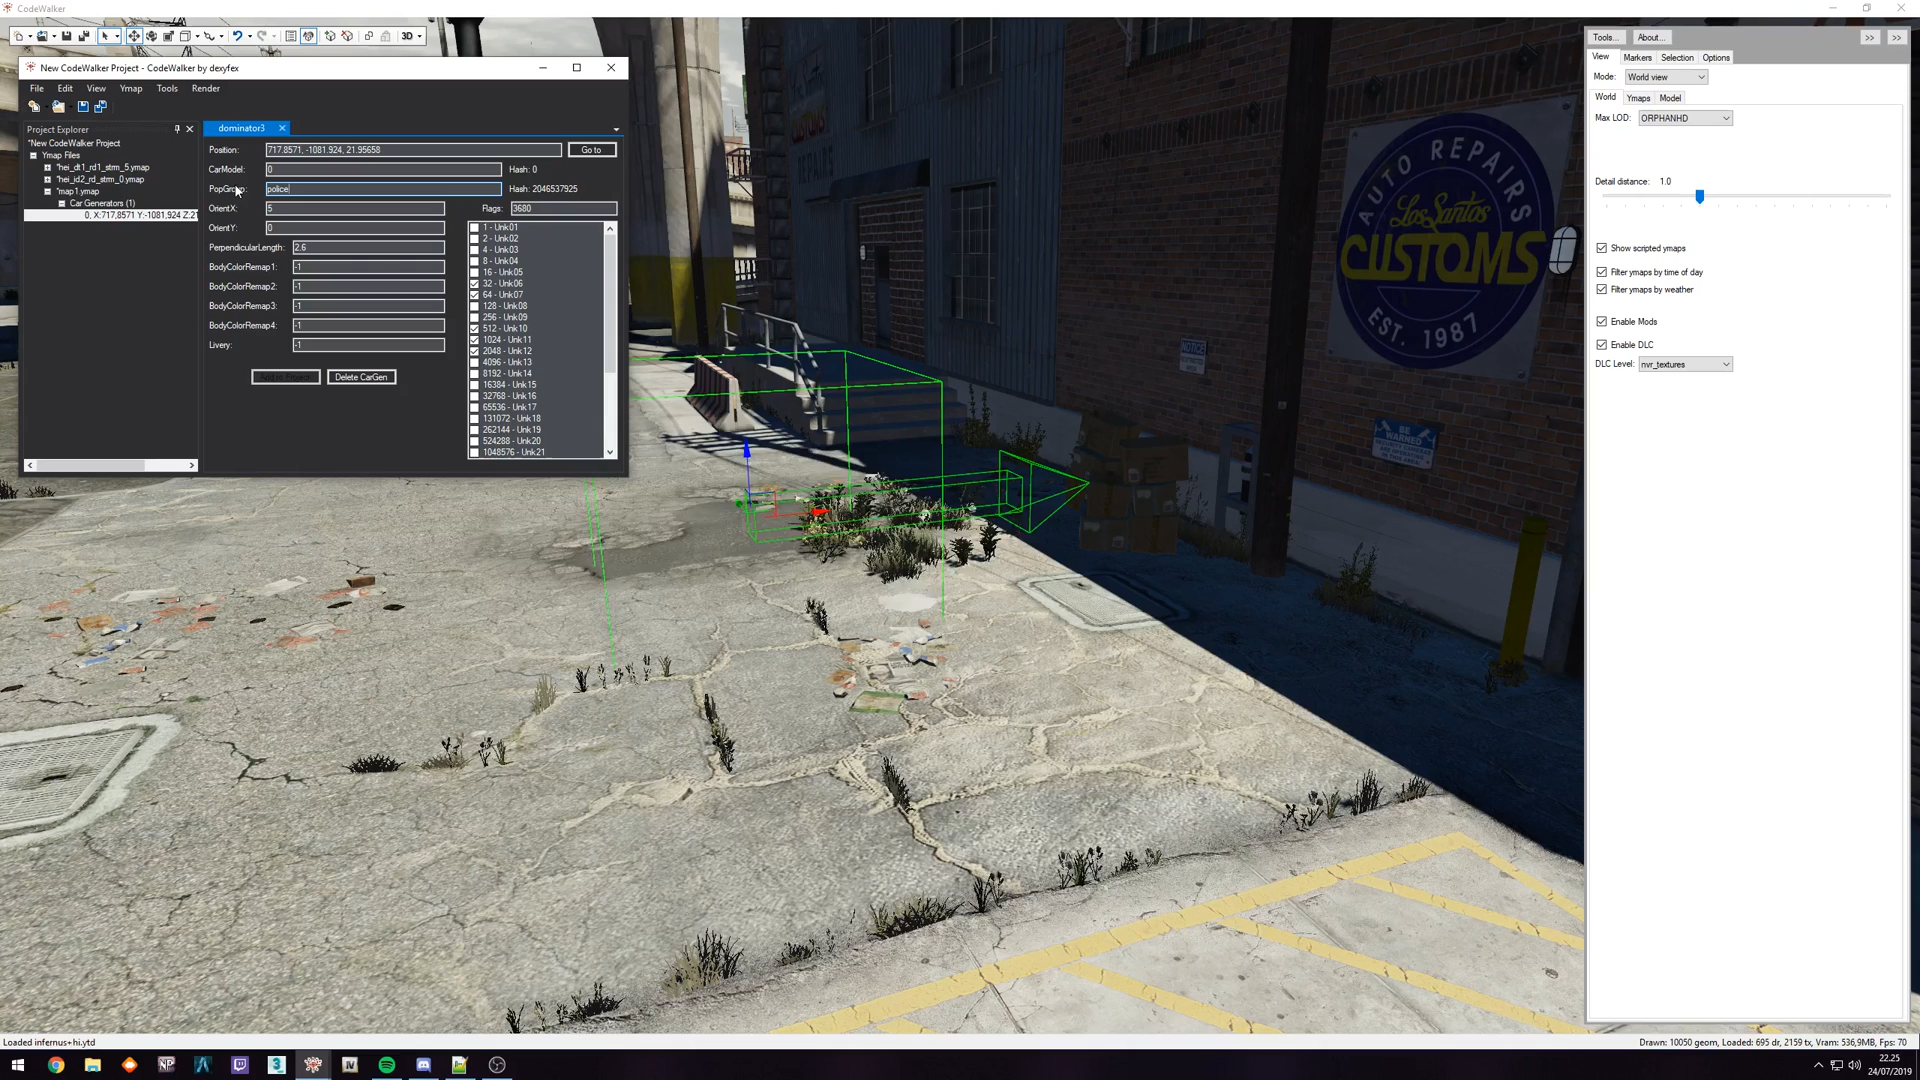 CodeWalker
3D
Tools...
About...
>>
>>
New CodeWalker Project - CodeWalker by dexyfex
File Edit View Ymap Tools Render
Project Explorer
*New CodeWalker Project
Ymap Files
*hei_dt1_rd1_stm_5.ymap
*hei_id2_rd_stm_0.ymap
*map1.ymap
Car Generators (1)
0, X:717,8571 Y:-1081,924 Z:21
dominator3
Position: 717.8571, -1081.924, 21.95658 Go to
CarModel: 0 Hash: 0
PopGroup: police Hash: 2046537925
OrientX: 5 Flags: 3680
OrientY: 0
PerpendicularLength: 2.6
BodyColorRemap1: -1
BodyColorRemap2: -1
BodyColorRemap3: -1
BodyColorRemap4: -1
Livery: -1
Delete CarGen
1 - Unk01
2 - Unk02
4 - Unk03
8 - Unk04
16 - Unk05
32 - Unk06
64 - Unk07
128 - Unk08
256 - Unk09
512 - Unk10
1024 - Unk11
2048 - Unk12
4096 - Unk13
8192 - Unk14
16384 - Unk15
32768 - Unk16
65536 - Unk17
131072 - Unk18
262144 - Unk19
524288 - Unk20
1048576 - Unk21
AUTO REPAIRS
Los Santos
CUSTOMS
EST. 1987
NOTICE
BE WARNED
View Markers Selection Options
Mode: World view
World Ymaps Model
Max LOD: ORPHANHD
Detail distance: 1.0
Show scripted ymaps
Filter ymaps by time of day
Filter ymaps by weather
Enable Mods
Enable DLC
DLC Level: nvr_textures
Loaded infernus+hi.ytd
Drawn: 10050 geom, Loaded: 695 dr, 2159 tx, Vram: 536,9MB, Fps: 70
22.25
24/07/2019